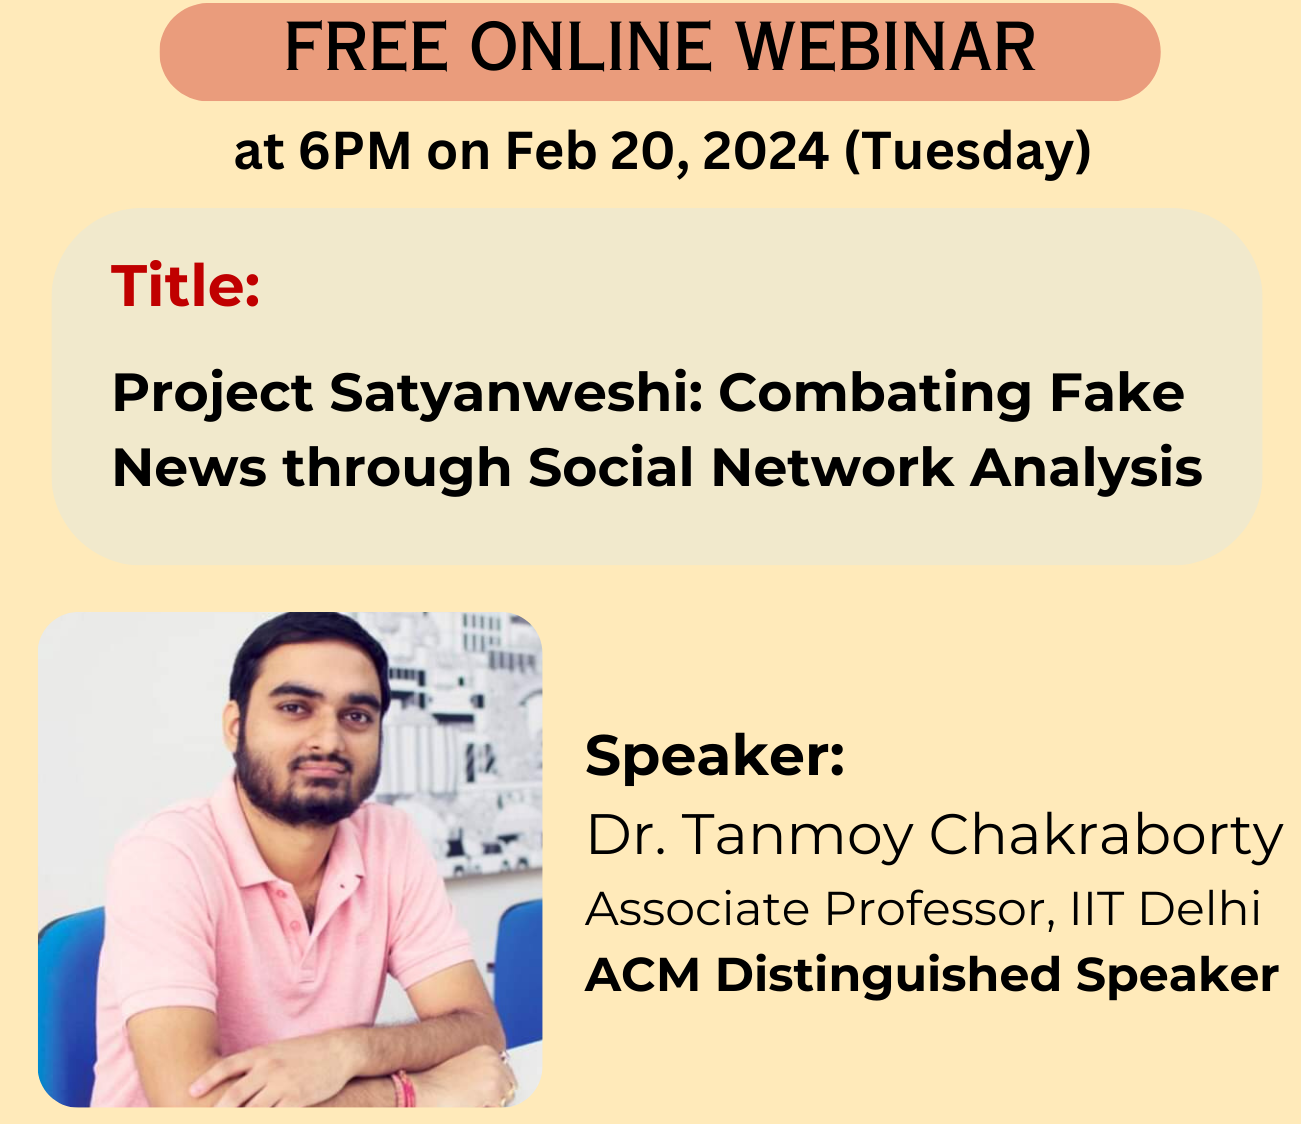 FREE ONLINE WEBINAR
at 6PM on Feb 20, 2024 (Tuesday)
Title:
Project Satyanweshi: Combating Fake
News through Social Network Analysis
Speaker:
Dr. Tanmoy Chakraborty
Associate Professor, IIT Delhi
ACM Distinguished Speaker